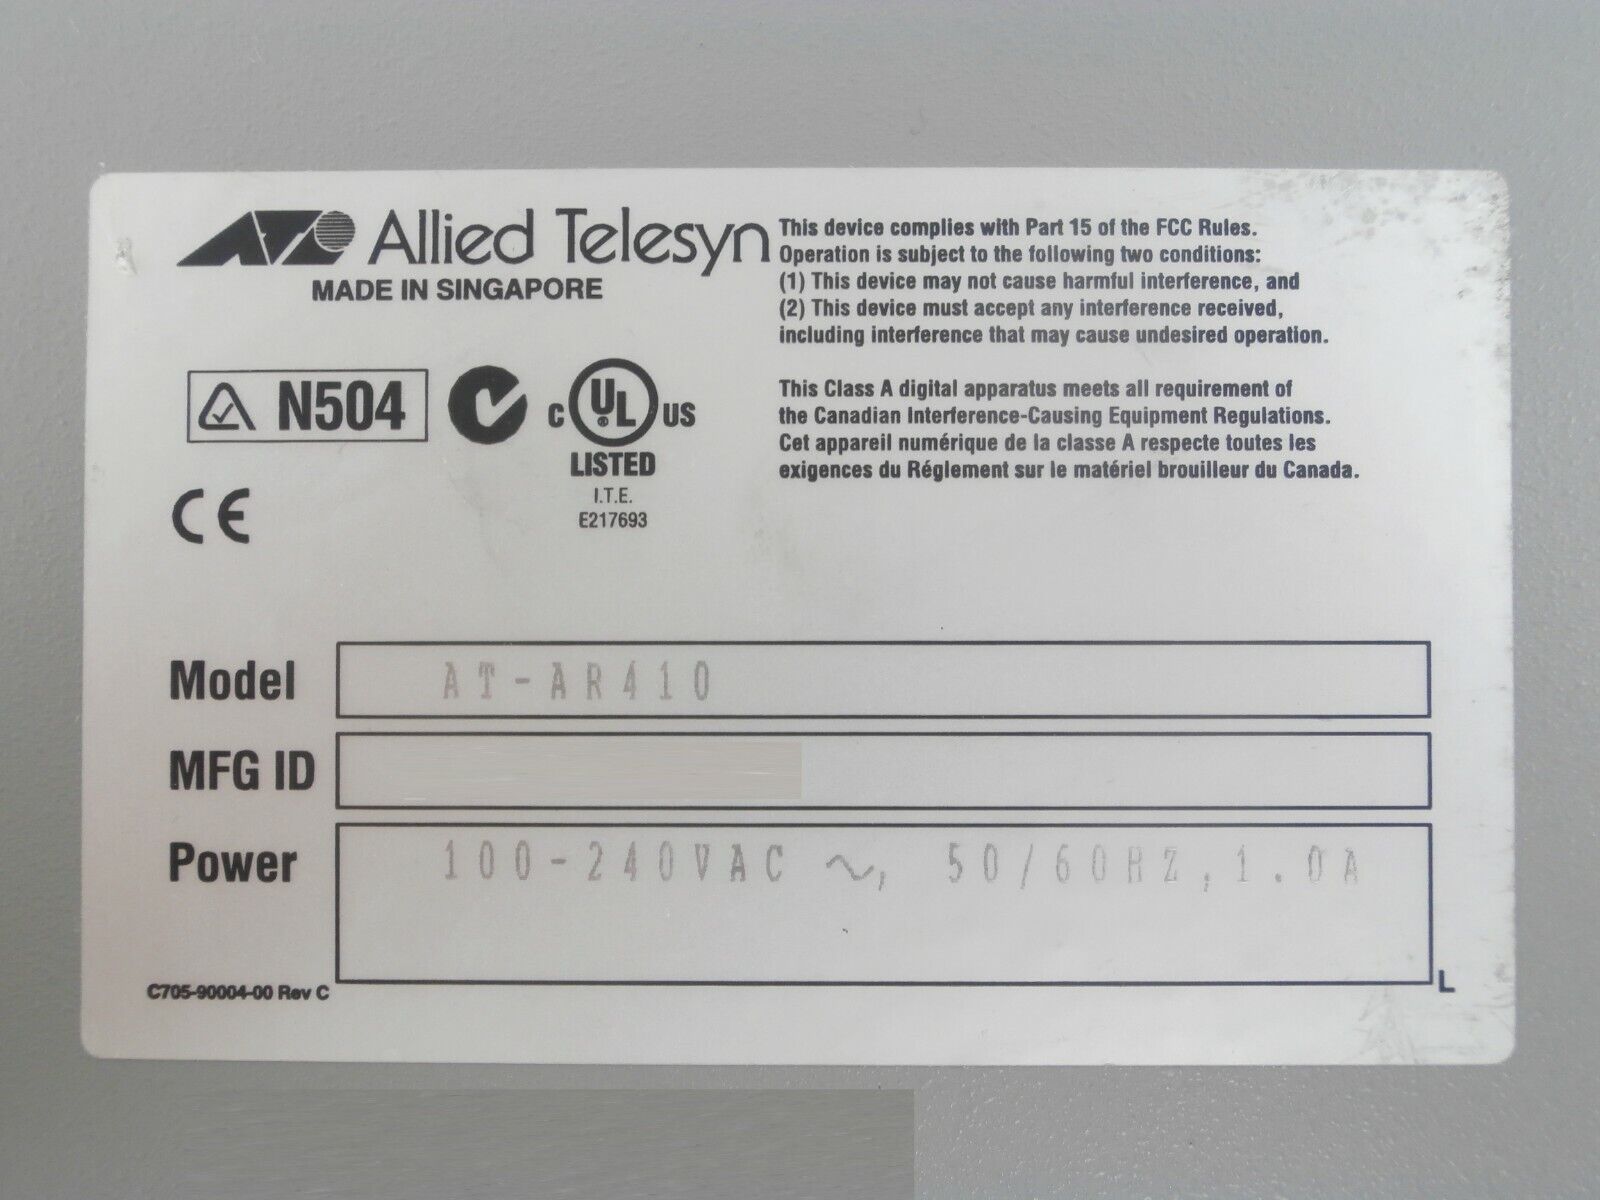 Allied Telesyn
MADE IN SINGAPORE
This device complies with Part 15 of the FCC Rules.
Operation is subject to the following two conditions:
(1) This device may not cause harmful interference, and
(2) This device must accept any interference received,
including interference that may cause undesired operation.
N504
C UL ® US
LISTED
I.T.E.
E217693
CE
This Class A digital apparatus meets all requirement of
the Canadian Interference-Causing Equipment Regulations.
Cet appareil numérique de la classe A respecte toutes les
exigences du Réglement sur le matériel brouilleur du Canada.
Model AT-AR410
MFG ID
Power 100-240VAC ~, 50/60HZ, 1.0A
C705-90004-00 Rev C
L